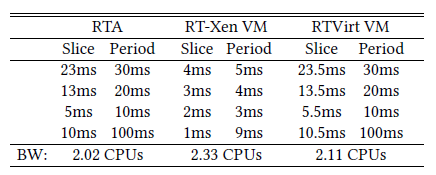 RTA RT-Xen VM RTVirt VM
Slice Period Slice Period Slice Period
23ms 30ms 4ms 5ms 23.5ms 30ms
13ms 20ms 3ms 4ms 13.5ms 20ms
5ms 10ms 2ms 3ms 5.5ms 10ms
10ms 100ms 1ms 9ms 10.5ms 100ms
BW: 2.02 CPUs 2.33 CPUs 2.11 CPUs